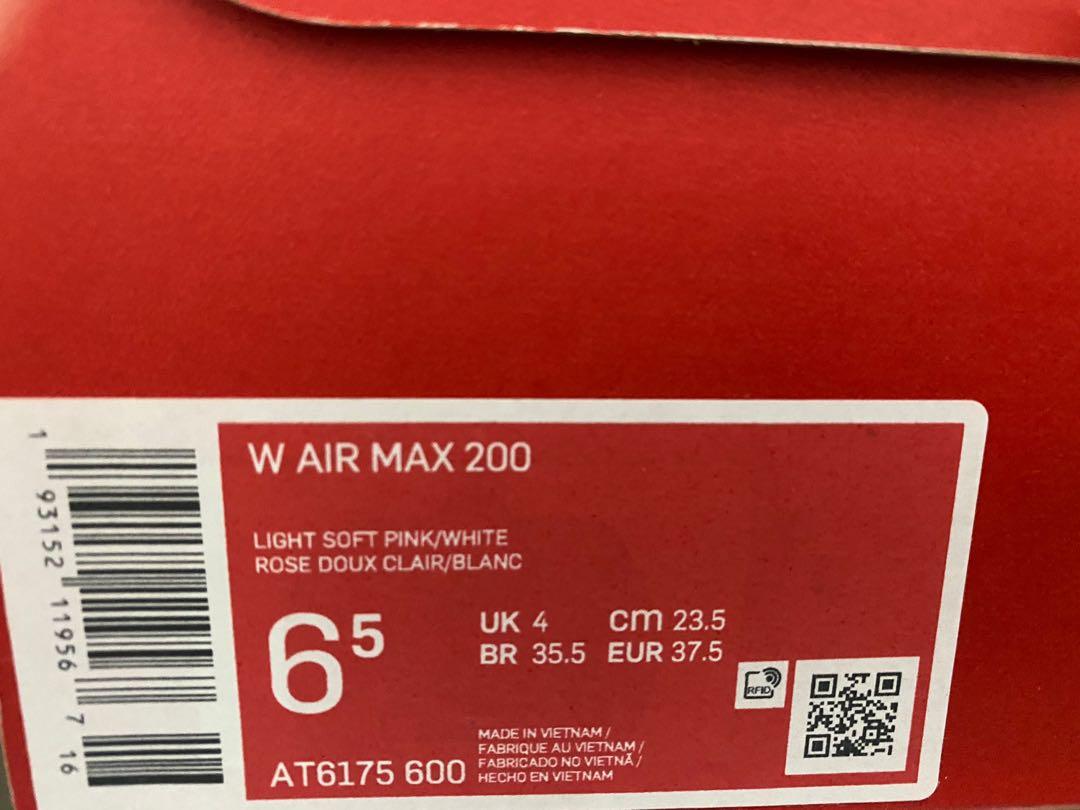 W AIR MAX 200
LIGHT SOFT PINK/WHITE
ROSE DOUX CLAIR/BLANC
6 5
UK 4 cm 23.5
BR 35.5 EUR 37.5
RFID
AT6175 600
MADE IN VIETNAM /
FABRIQUE AU VIETNAM /
FABRICADO NO VIETNÃ /
HECHO EN VIETNAM
1 93152 11956 7 16